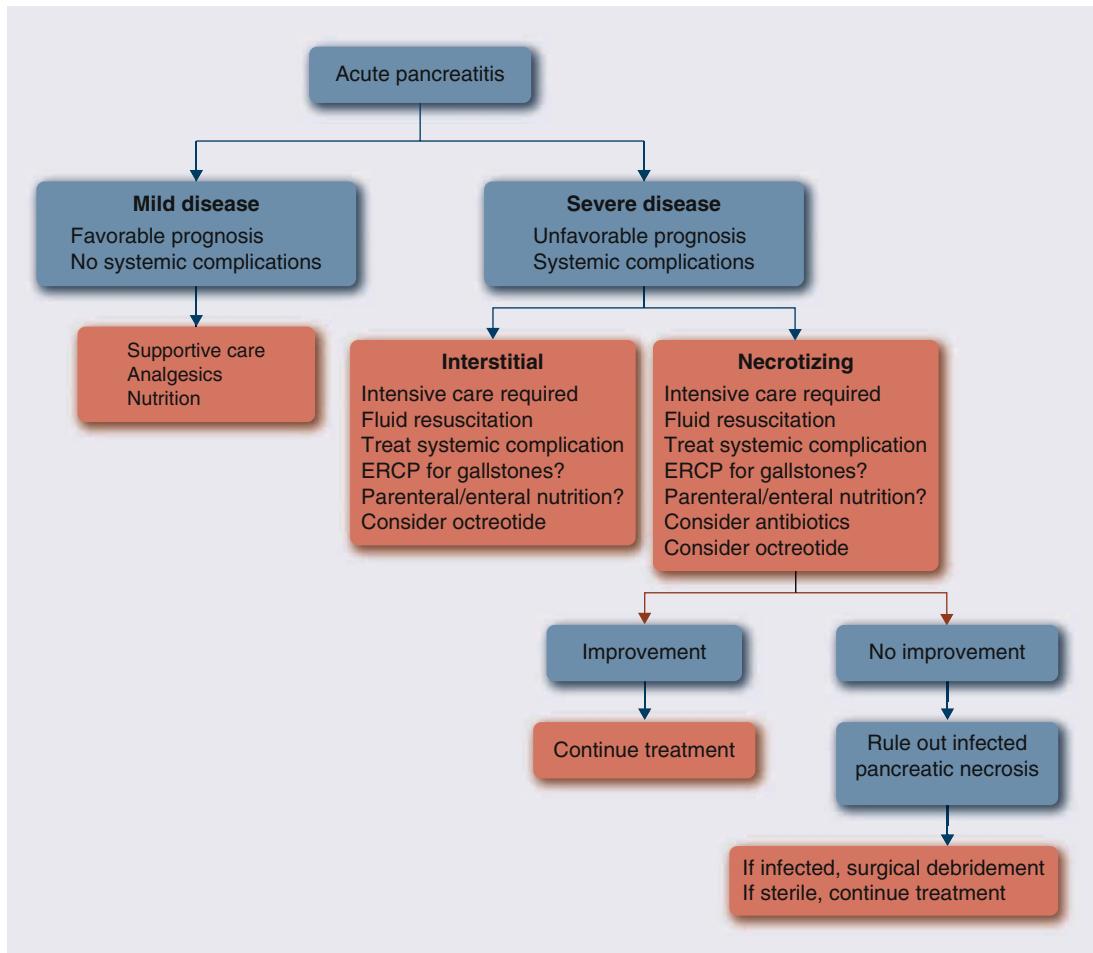 Acute pancreatitis
Mild disease
Favorable prognosis
No systemic complications
Severe disease
Unfavorable prognosis
Systemic complications
Supportive care
Analgesics
Nutrition
Interstitial
Intensive care required
Fluid resuscitation
Treat systemic complication
ERCP for gallstones?
Parenteral/enteral nutrition?
Consider octreotide
Necrotizing
Intensive care required
Fluid resuscitation
Treat systemic complication
ERCP for gallstones?
Parenteral/enteral nutrition?
Consider antibiotics
Consider octreotide
Improvement
No improvement
Continue treatment
Rule out infected
pancreatic necrosis
If infected, surgical debridement
If sterile, continue treatment